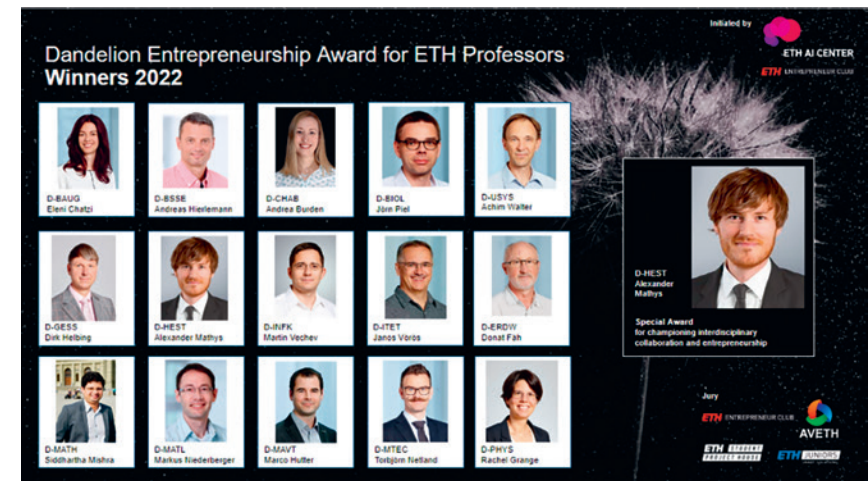 Dandelion Entrepreneurship Award for ETH Professors
Winners 2022
Initiated by
ETH AI CENTER
ETH ENTREPRENEUR CLUB
D-BAUG
Eleni Chatzi
D-BSSE
Andreas Hierlemann
D-CHAB
Andrea Burden
D-BIOL
Jörn Piel
D-USYS
Achim Walter
D-GESS
Dirk Helbing
D-HEST
Alexander Mathys
D-INFK
Martin Vechev
D-ITET
Janos Vörös
D-ERDW
Donat Fäh
D-MATH
Siddhartha Mishra
D-MATL
Markus Niederberger
D-MAVT
Marco Hutter
D-MTEC
Torbjörn Netland
D-PHYS
Rachel Grange
D-HEST
Alexander
Mathys
Special Award
for championing interdisciplinary
collaboration and entrepreneurship
Jury
ETH ENTREPRENEUR CLUB
AVETH
ETH STUDENT
PROJECT HOUSE
ETH JUNIORS